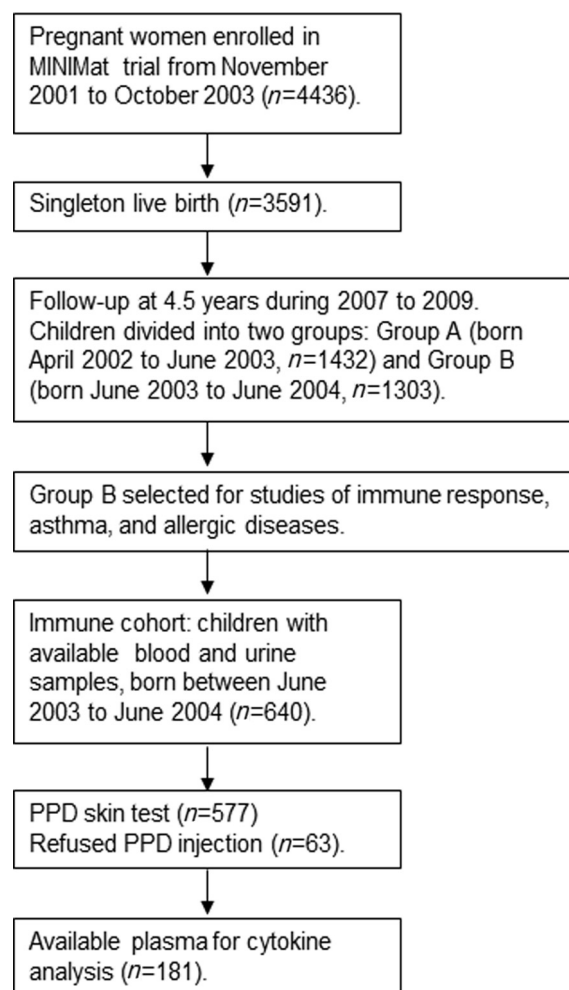 Pregnant women enrolled in
MINIMat trial from November
2001 to October 2003 (n=4436).
Singleton live birth (n=3591).
Follow-up at 4.5 years during 2007 to 2009.
Children divided into two groups: Group A (born
April 2002 to June 2003, n=1432) and Group B
(born June 2003 to June 2004, n=1303).
Group B selected for studies of immune response,
asthma, and allergic diseases.
Immune cohort: children with
available blood and urine
samples, born between June
2003 to June 2004 (n=640).
PPD skin test (n=577)
Refused PPD injection (n=63).
Available plasma for cytokine
analysis (n=181).